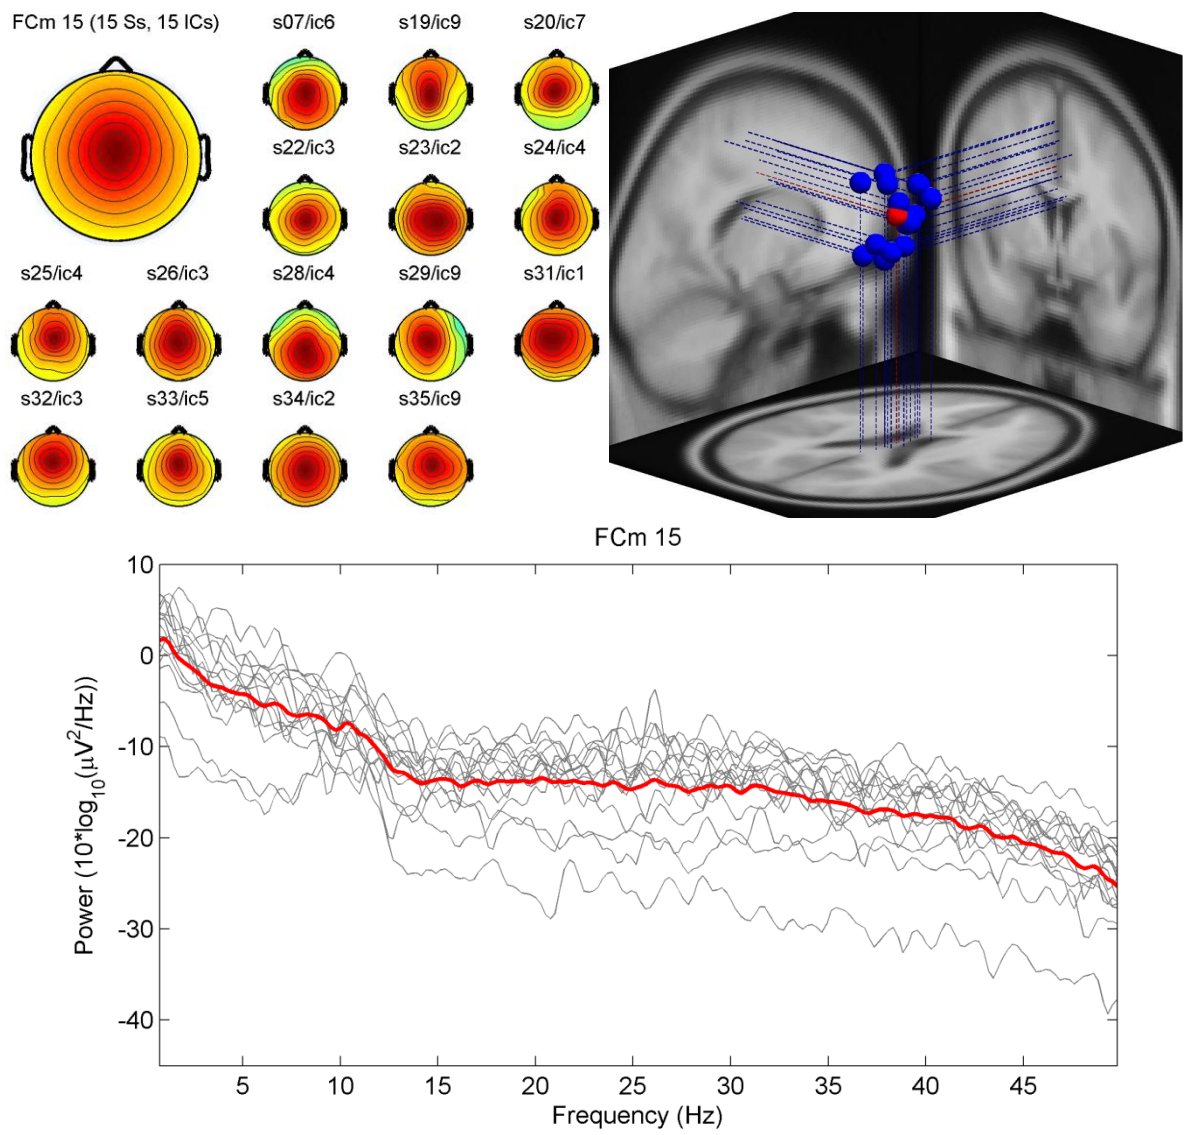 FCm 15 (15 Ss, 15 ICs)
s07/ic6
s19/ic9
s20/ic7
s22/ic3
s23/ic2
s24/ic4
s25/ic4
s26/ic3
s28/ic4
s29/ic9
s31/ic1
s32/ic3
s33/ic5
s34/ic2
s35/ic9
FCm 15
Power (10*log10(μV2/Hz))
10
0
-10
-20
-30
-40
5
10
15
20
25
30
35
40
45
Frequency (Hz)